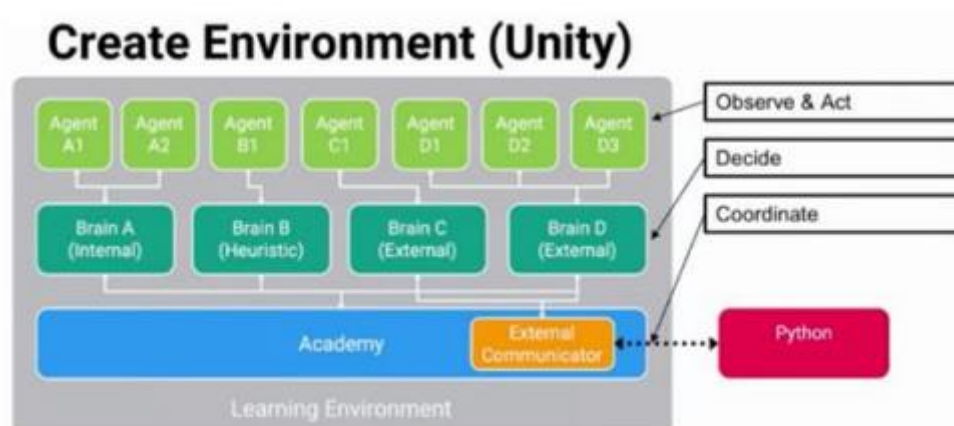 Create Environment (Unity)
Agent
A1
Agent
A2
Agent
B1
Agent
C1
Agent
D1
Agent
D2
Agent
D3
Observe & Act
Decide
Coordinate
Brain A
(Internal)
Brain B
(Heuristic)
Brain C
(External)
Brain D
(External)
Academy
External
Communicator
Python
Learning Environment